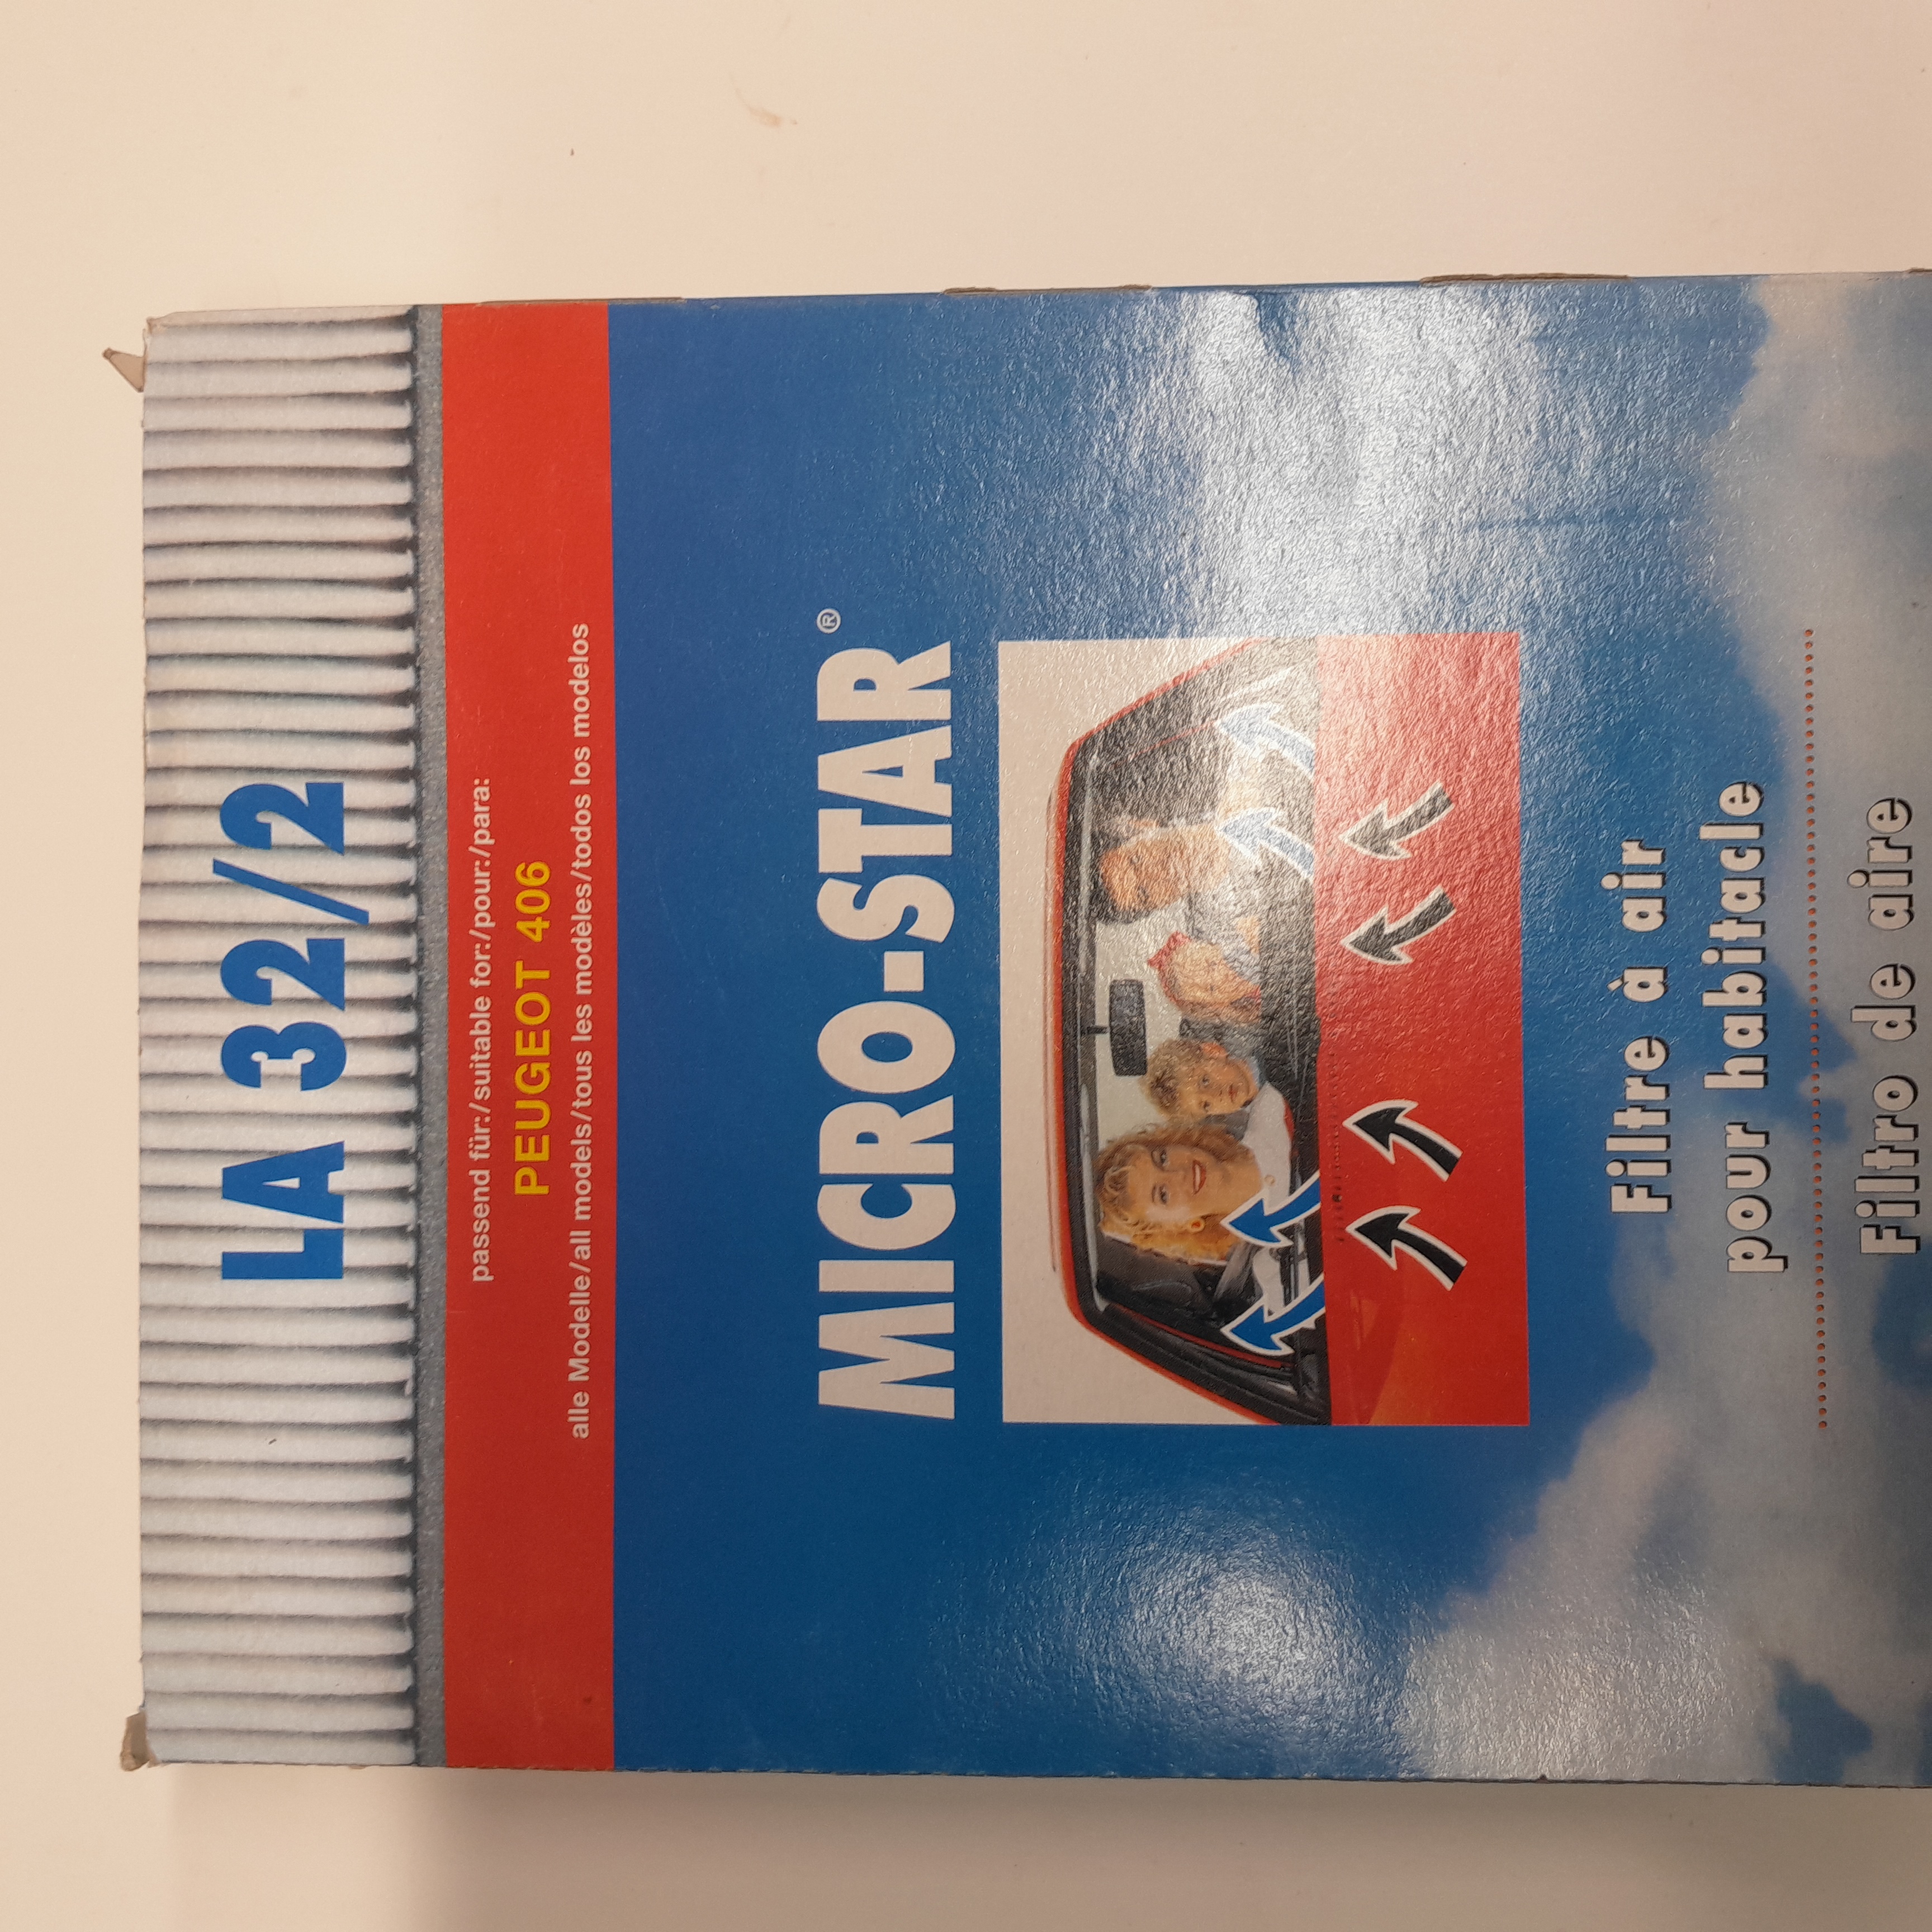 LA 32/2
passend für:/suitable for:/pour:/para:
PEUGEOT 406
alle Modelle/all models/tous les modèles/todos los modelos
MICRO-STAR®
Filtre à air
pour habitacle
Filtro de aire